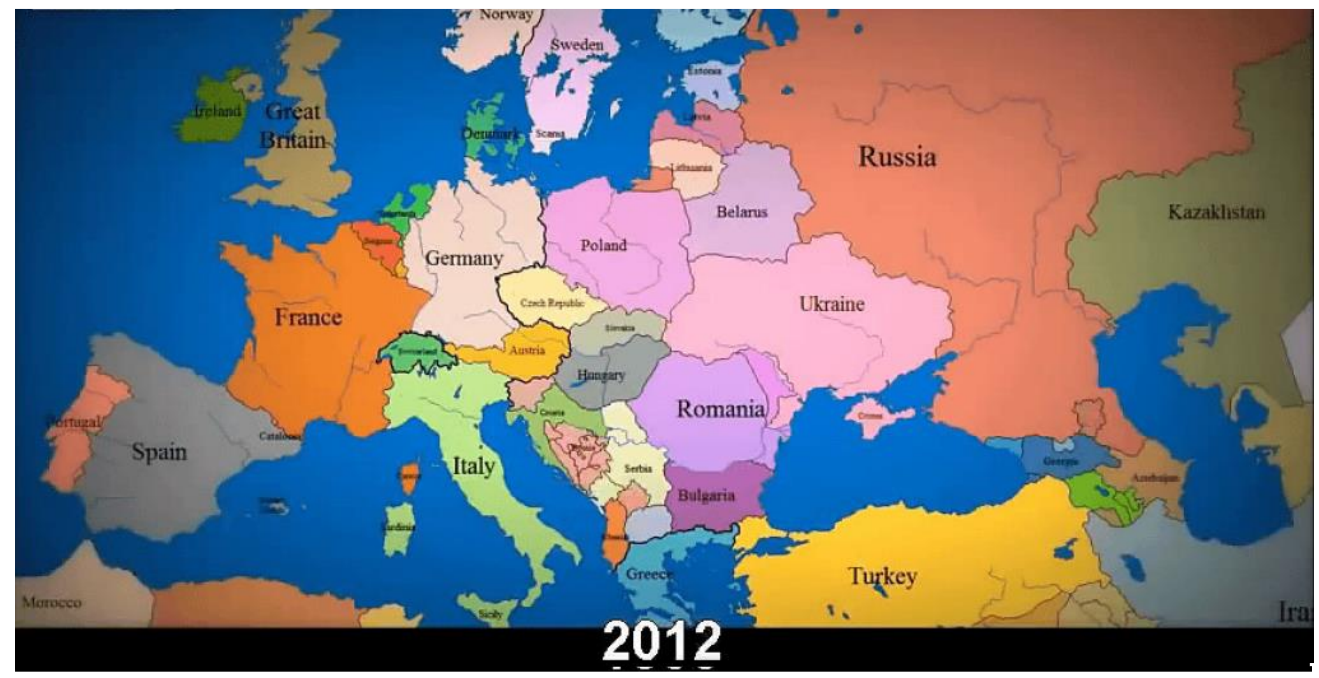 Norway
Sweden
Estonia
Ireland
Great
Britain
Denmark
Scania
Latvia
Russia
Lithuania
Belarus
Kazakhstan
Poland
Germany
Czech Republic
Ukraine
France
Slovakia
Switzerland
Austria
Hungary
Romania
Portugal
Spain
Catalonia
Croatia
Crimea
Italy
Serbia
Georgia
Azerbaijan
Bulgaria
Sardinia
Greece
Turkey
Morocco
Sicily
Ira
2012